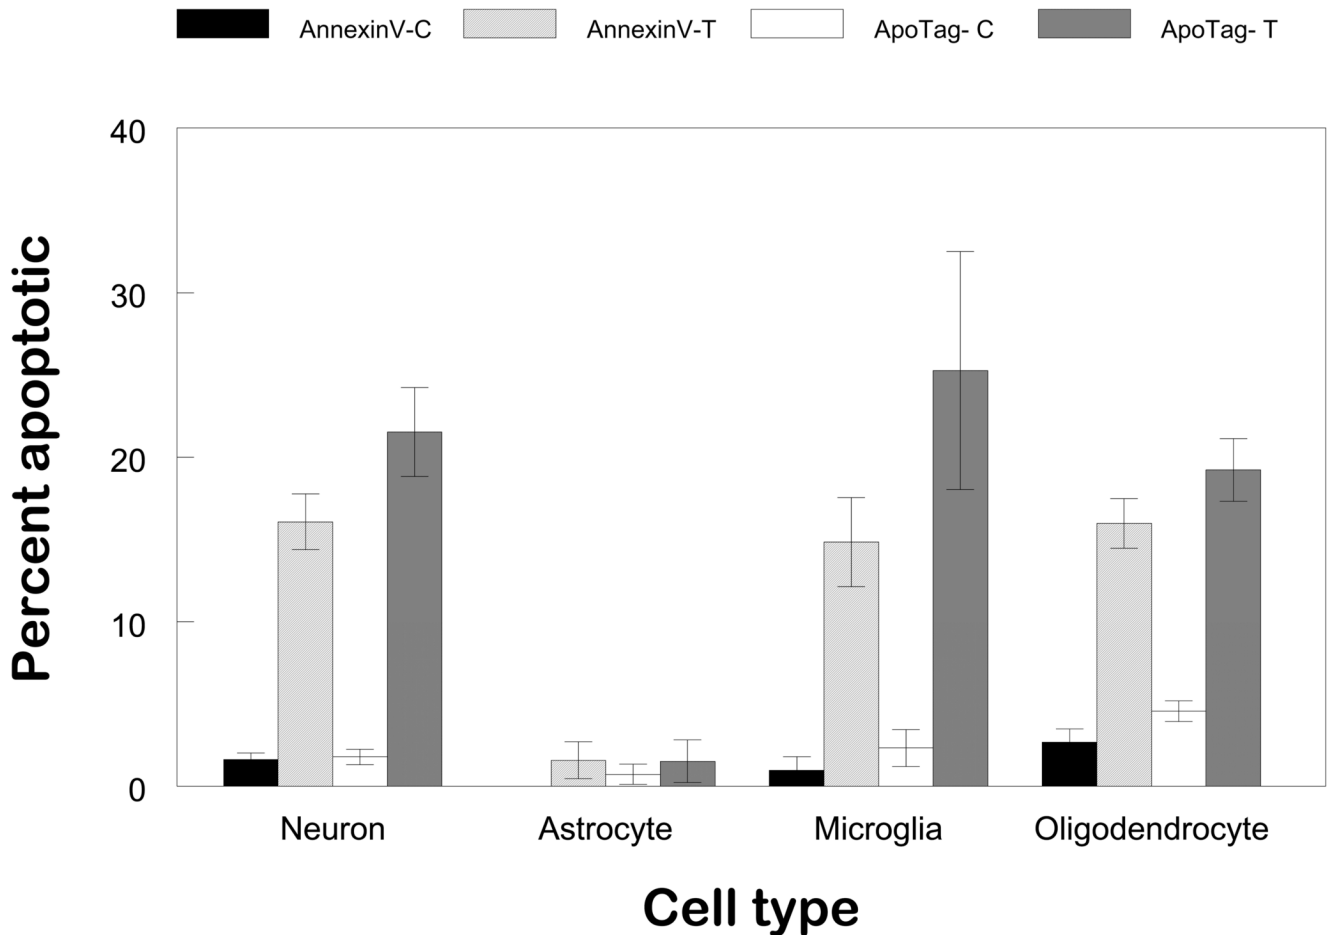 AnnexinV-C AnnexinV-T ApoTag- C ApoTag- T
40
30
20
10
0
Percent apoptotic
Neuron Astrocyte Microglia Oligodendrocyte
Cell type